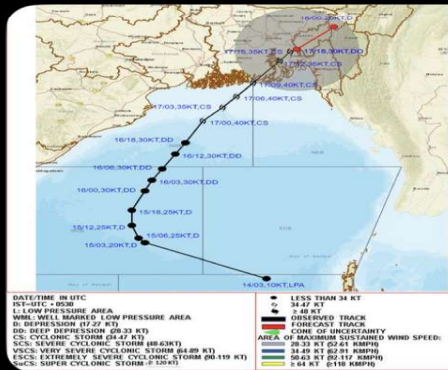 18/00,20KT,D
17/18,30KT,DD
17/15,35KT,CS
17/12,35KT,CS
17/09,40KT,CS
17/06,40KT,CS
17/03,35KT,CS
17/00,40KT,CS
16/18,30KT,DD
16/12,30KT,DD
16/06,30KT,DD
16/03,30KT,DD
16/00,30KT,DD
15/18,25KT,D
15/12,25KT,D
15/06,25KT,D
15/03,20KT,D
14/03,10KT,LPA
DATE/TIME IN UTC
IST=UTC + 0530
L: LOW PRESSURE AREA
WML: WELL MARKED LOW PRESSURE AREA
D: DEPRESSION (17-27 KT)
DD: DEEP DEPRESSION (28-33 KT)
CS: CYCLONIC STORM (34-47 KT)
SCS: SEVERE CYCLONIC STORM (48-63KT)
VSCS: VERY SEVERE CYCLONIC STORM (64-89 KT)
ESCS: EXTREMELY SEVERE CYCLONIC STORM (90-119 KT)
SuCS: SUPER CYCLONIC STORM (≥ 120 KT)
LESS THAN 34 KT
34-47 KT
≥ 48 KT
OBSERVED TRACK
FORECAST TRACK
CONE OF UNCERTAINTY
AREA OF MAXIMUM SUSTAINED WIND SPEED:
28-33 KT (52-61 KMPH)
34-49 KT (62-91 KMPH)
50-63 KT (92-117 KMPH)
≥ 64 KT (≥118 KMPH)